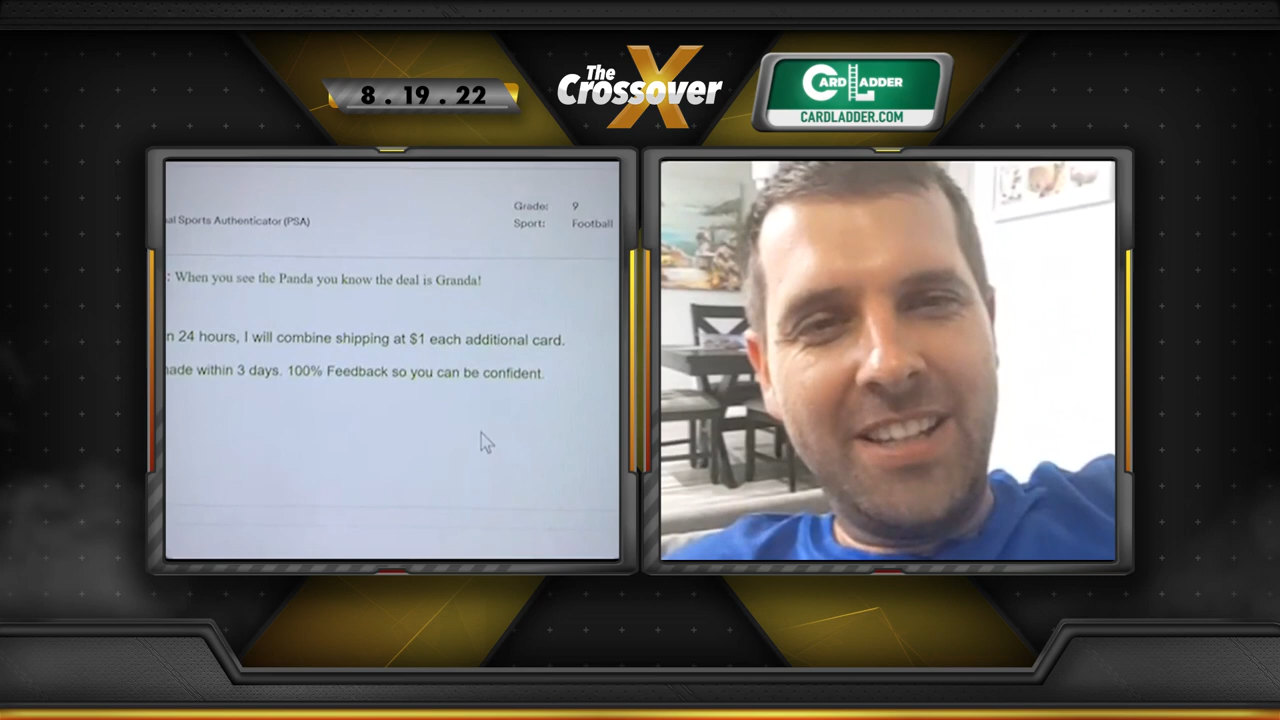 8 . 19 . 22
The
Crossover
X
CARD LADDER
CARDLADDER.COM
Grade: 9
al Sports Authenticator (PSA)
Sport: Football
: When you see the Panda you know the deal is Granda!
n 24 hours, I will combine shipping at $1 each additional card.
ade within 3 days. 100% Feedback so you can be confident.